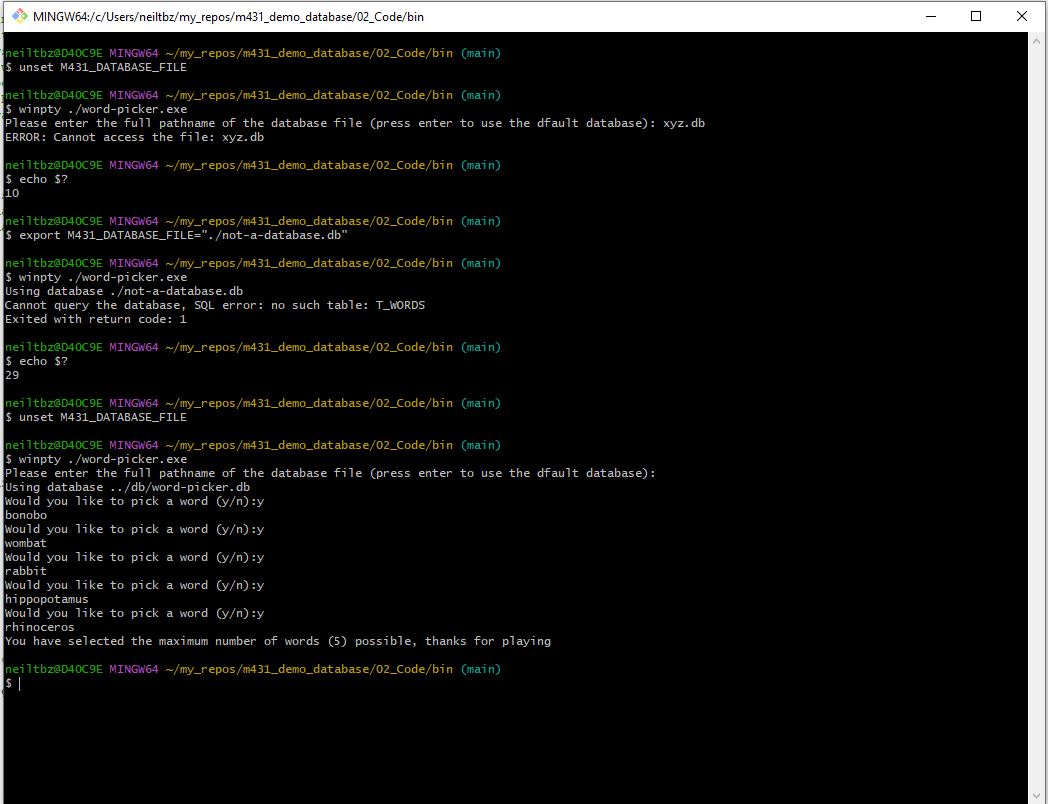 MINGW64:/c/Users/neiltbz/my_repos/m431_demo_database/02_Code/bin
neiltbz@D4OC9E MINGW64 ~/my_repos/m431_demo_database/02_Code/bin (main)
$ unset M431_DATABASE_FILE
neiltbz@D4OC9E MINGW64 ~/my_repos/m431_demo_database/02_Code/bin (main)
$ winpty ./word-picker.exe
Please enter the full pathname of the database file (press enter to use the dfault database): xyz.db
ERROR: Cannot access the file: xyz.db
neiltbz@D4OC9E MINGW64 ~/my_repos/m431_demo_database/02_Code/bin (main)
$ echo $?
10
neiltbz@D4OC9E MINGW64 ~/my_repos/m431_demo_database/02_Code/bin (main)
$ export M431_DATABASE_FILE="./not-a-database.db"
neiltbz@D4OC9E MINGW64 ~/my_repos/m431_demo_database/02_Code/bin (main)
$ winpty ./word-picker.exe
Using database ./not-a-database.db
Cannot query the database, SQL error: no such table: T_WORDS
Exited with return code: 1
neiltbz@D4OC9E MINGW64 ~/my_repos/m431_demo_database/02_Code/bin (main)
$ echo $?
29
neiltbz@D4OC9E MINGW64 ~/my_repos/m431_demo_database/02_Code/bin (main)
$ unset M431_DATABASE_FILE
neiltbz@D4OC9E MINGW64 ~/my_repos/m431_demo_database/02_Code/bin (main)
$ winpty ./word-picker.exe
Please enter the full pathname of the database file (press enter to use the dfault database):
Using database ../db/word-picker.db
Would you like to pick a word (y/n):y
bonobo
Would you like to pick a word (y/n):y
wombat
Would you like to pick a word (y/n):y
rabbit
Would you like to pick a word (y/n):y
hippopotamus
Would you like to pick a word (y/n):y
rhinoceros
You have selected the maximum number of words (5) possible, thanks for playing
neiltbz@D4OC9E MINGW64 ~/my_repos/m431_demo_database/02_Code/bin (main)
$